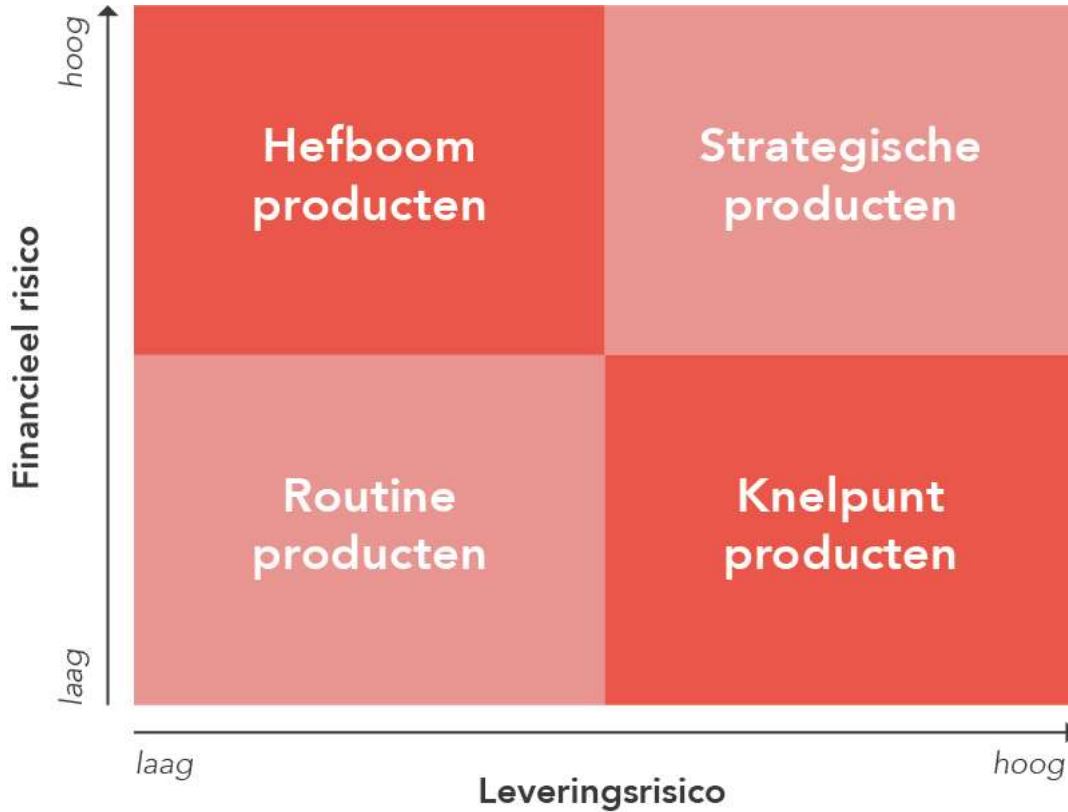 hoog
Hefboom
producten
Strategische
producten
Financieel risico
Routine
producten
Knelpunt
producten
laag
laag
hoog
Leveringsrisico